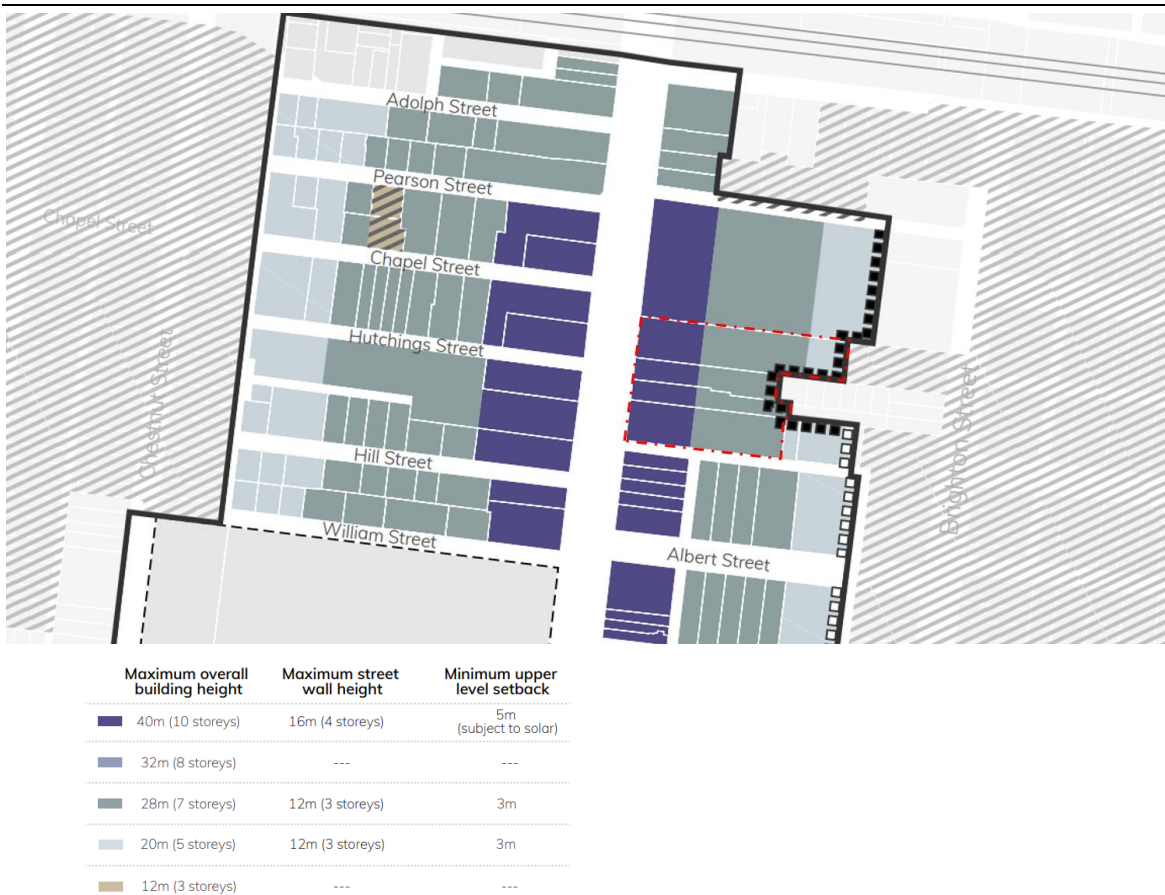 Adolph Street
Pearson Street
Chapel Street
Chapel Street
Hutchings Street
Chestnut Street
Brighton Street
Hill Street
William Street
Albert Street
Maximum overall building height Maximum street wall height Minimum upper level setback
40m (10 storeys) 16m (4 storeys) 5m (subject to solar)
32m (8 storeys) --- ---
28m (7 storeys) 12m (3 storeys) 3m
20m (5 storeys) 12m (3 storeys) 3m
12m (3 storeys) --- ---